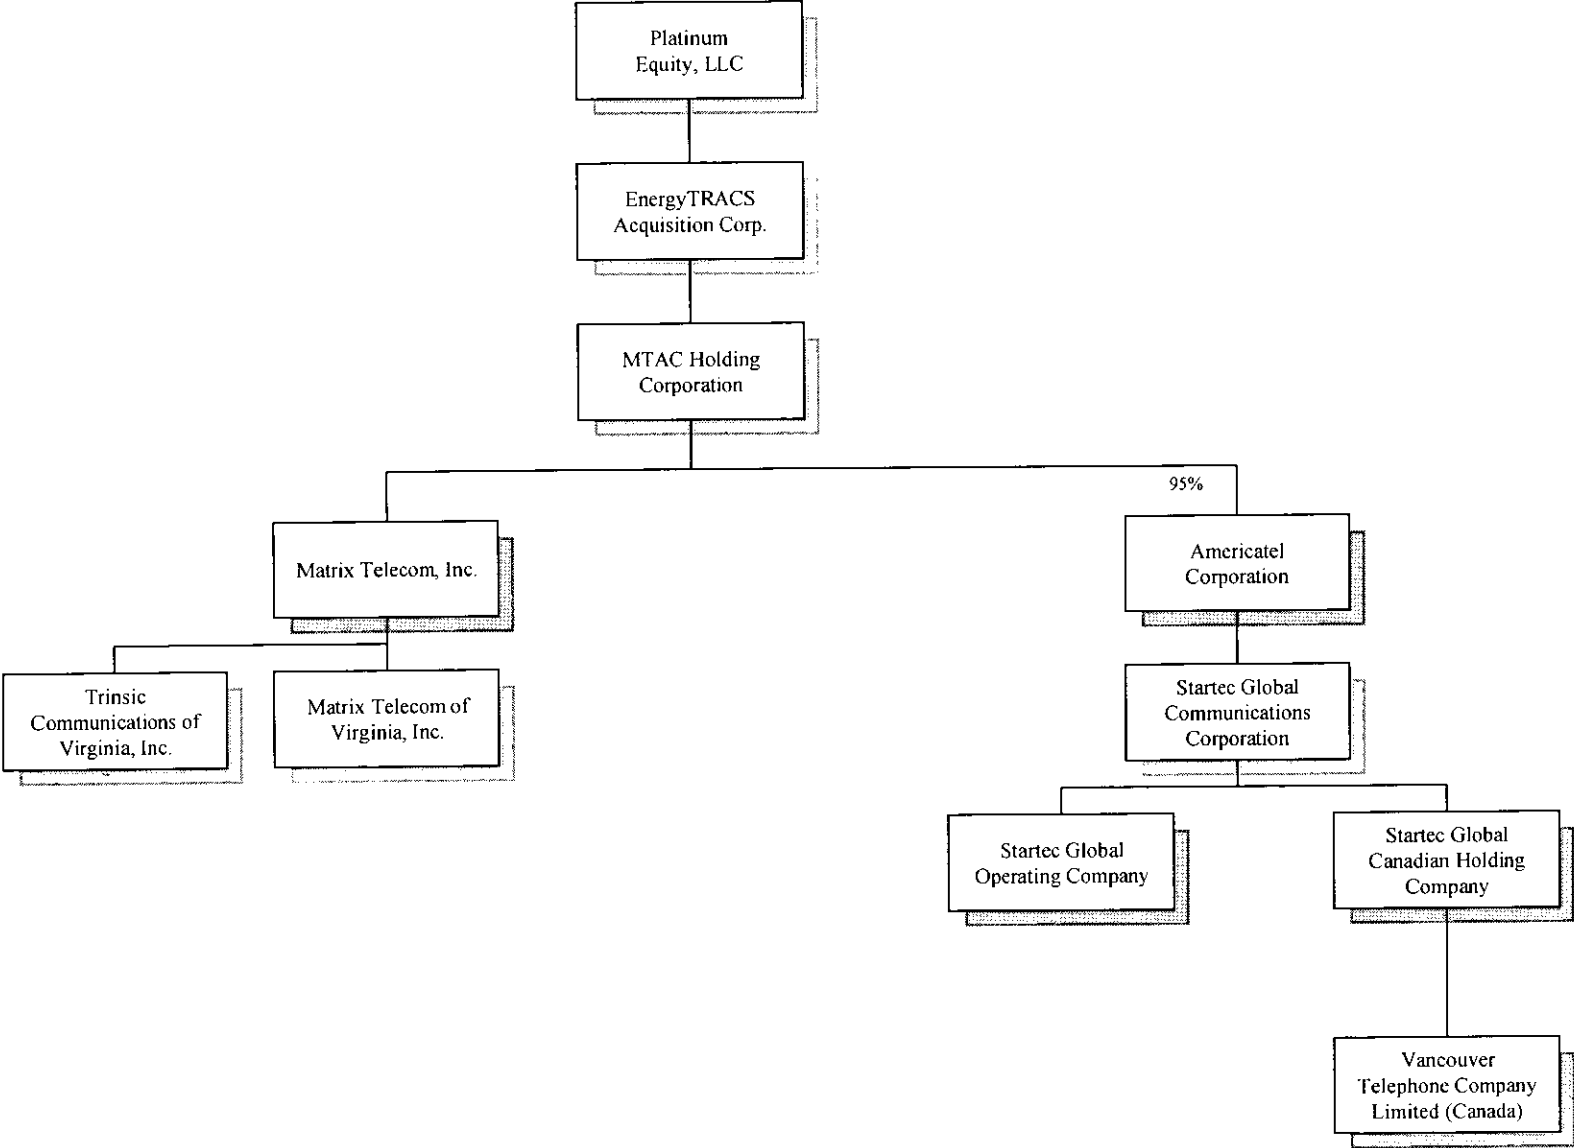 Platinum
Equity, LLC
EnergyTRACS
Acquisition Corp.
MTAC Holding
Corporation
95%
Matrix Telecom, Inc.
Americatel
Corporation
Trinsic
Communications of
Virginia, Inc.
Matrix Telecom of
Virginia, Inc.
Startec Global
Communications
Corporation
Startec Global
Operating Company
Startec Global
Canadian Holding
Company
Vancouver
Telephone Company
Limited (Canada)